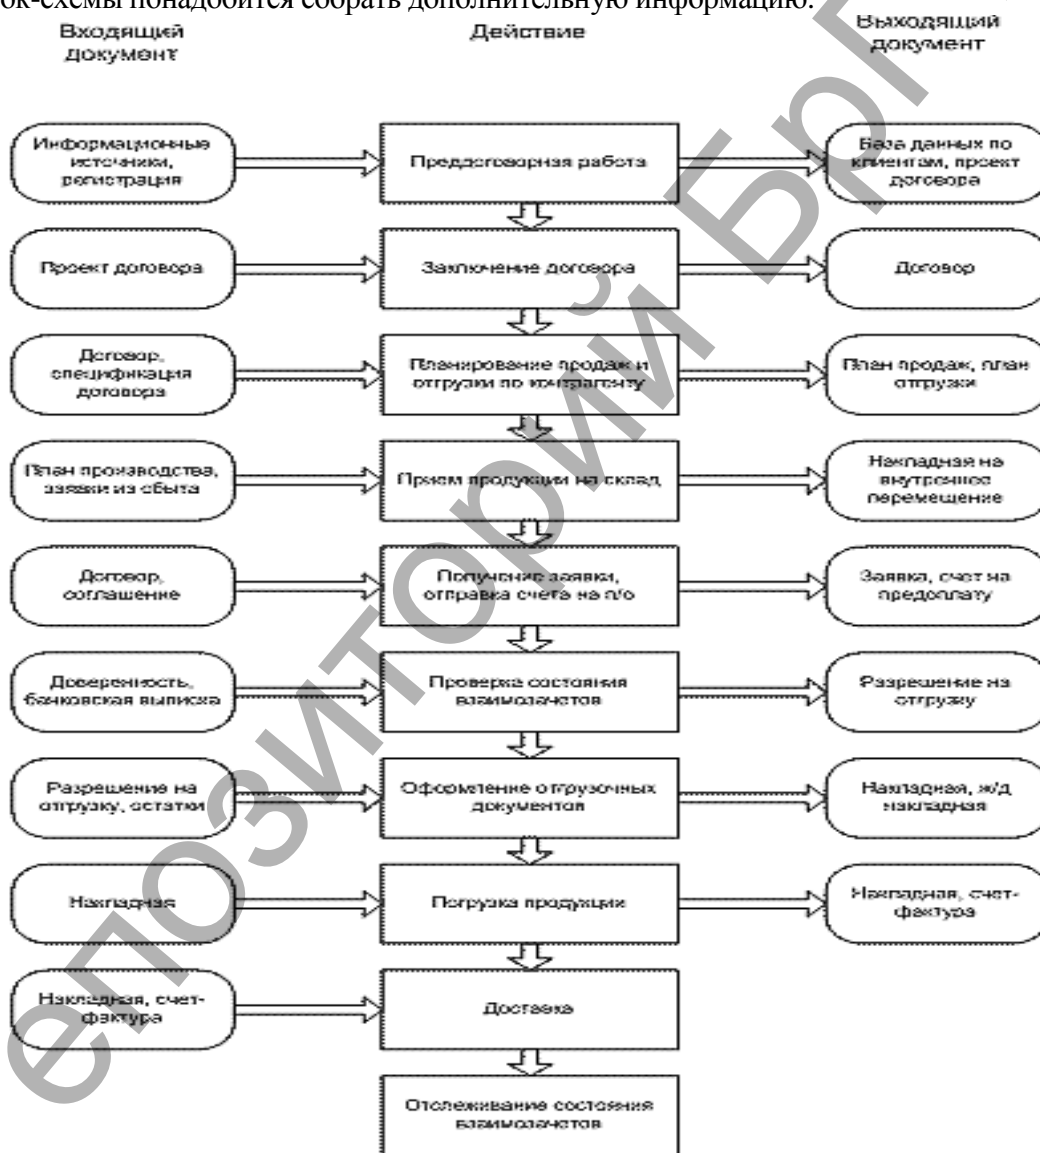 ок-схемы понадобится собрать дополнительную информацию.
Входящий
документ
Действие
Выходящий
документ
Информационные
источники,
регистрация
Преддоговорная работа
База данных по
клиентам, проект
договора
Проект договора
Заключение договора
Договор
Договор,
спецификация
договора
Планирование продаж и
отгрузки по контрагенту
План продаж, план
отгрузки
План производства,
заявки из сбыта
Прием продукции на склад
Накладная на
внутреннее
перемещение
Договор,
соглашение
Получение заявки,
отправка счета на п/о
Заявка, счет на
предоплату
Доверенность,
банковская выписка
Проверка состояния
взаимозачетов
Разрешение на
отгрузку
Разрешение на
отгрузку, остатки
Оформление отгрузочных
документов
Накладная, ж/д
накладная
Накладная
Погрузка продукции
Накладная, счет-
фактура
Накладная, счет-
фактура
Доставка
Отслеживание состояния
взаимозачетов
епозиторий БрГ